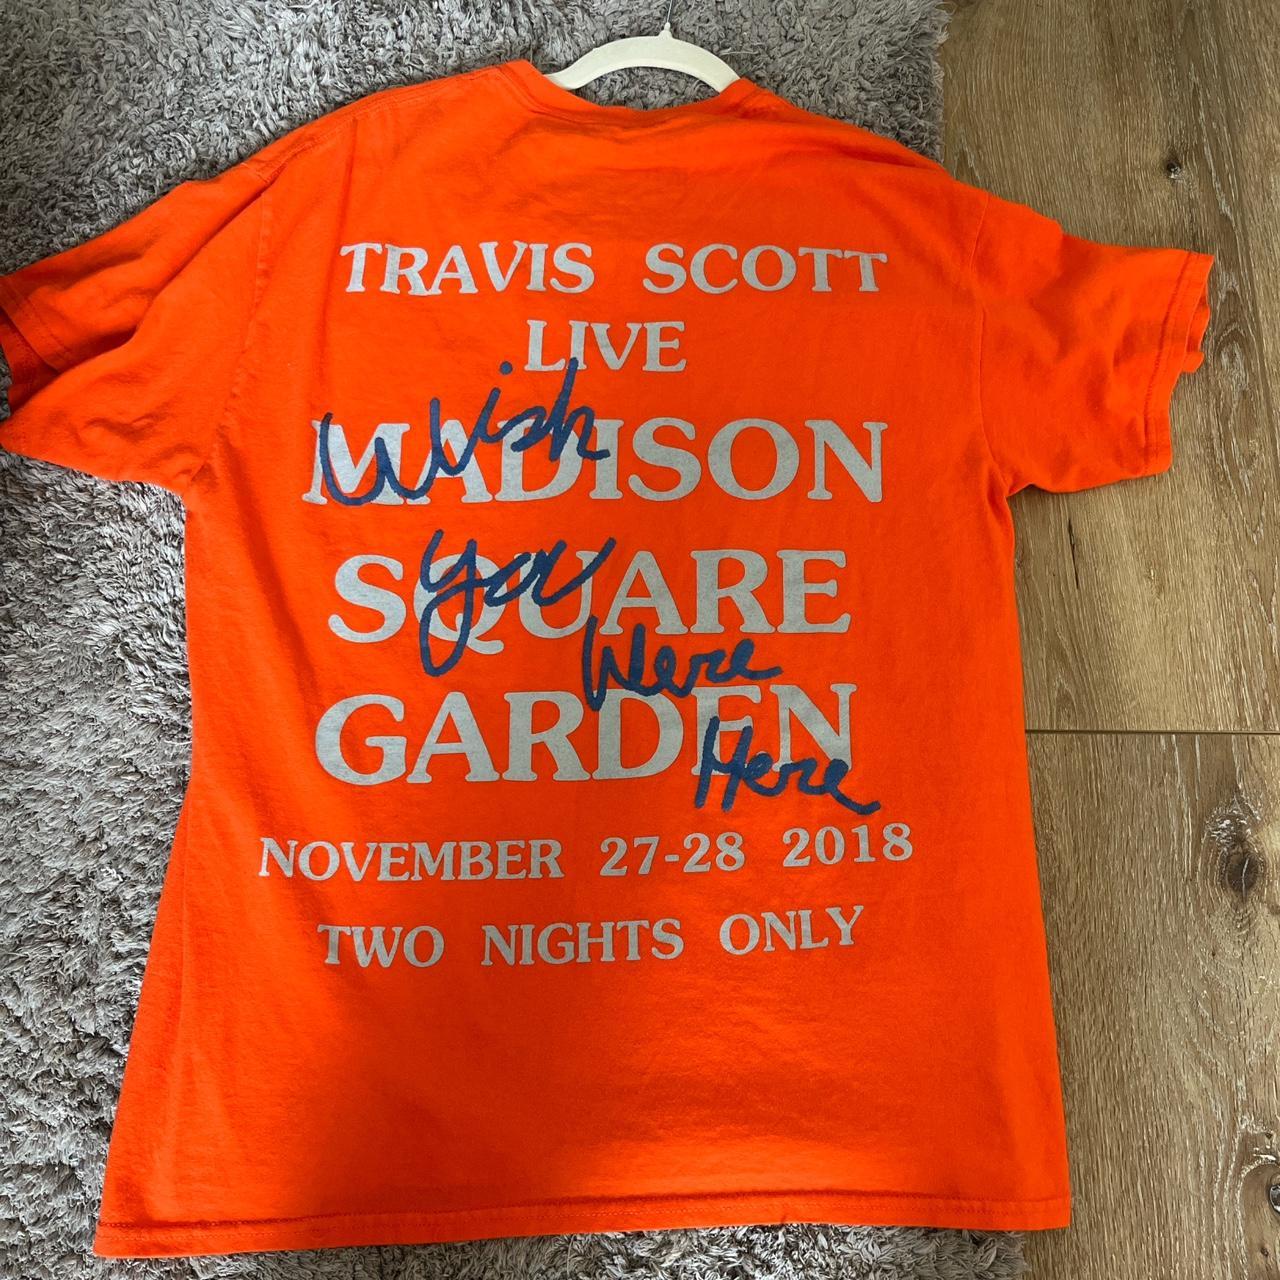 TRAVIS SCOTT
LIVE
Wish
MADISON
you
SQUARE
Were
GARDEN
Here
NOVEMBER 27-28 2018
TWO NIGHTS ONLY